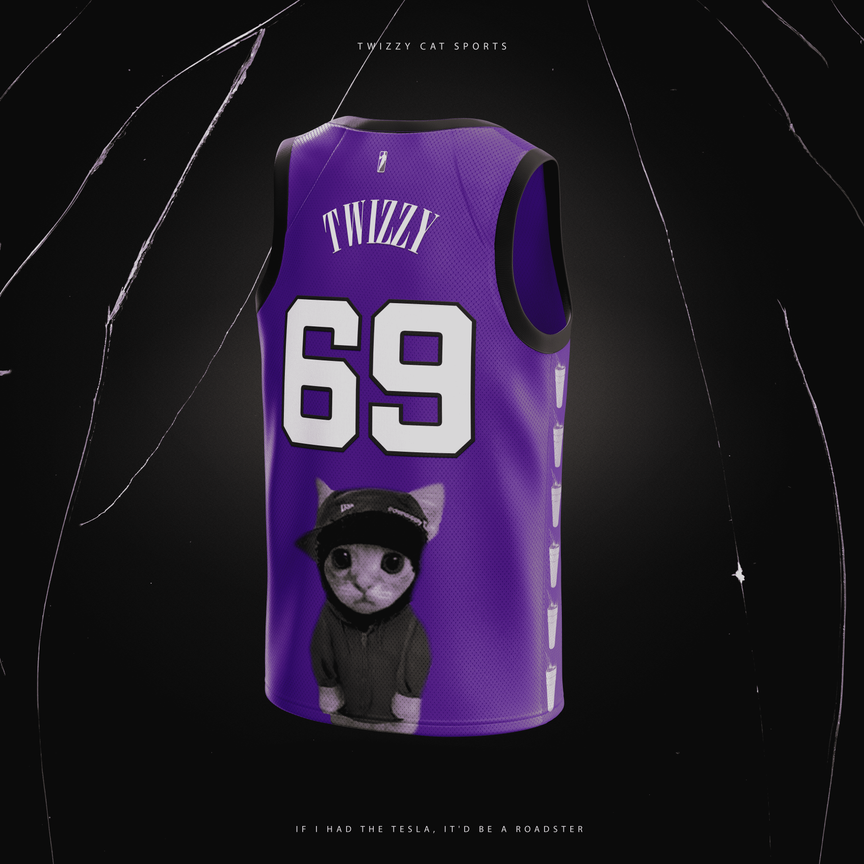 TWIZZY CAT SPORTS
TWIZZY
69
IF I HAD THE TESLA, IT'D BE A ROADSTER